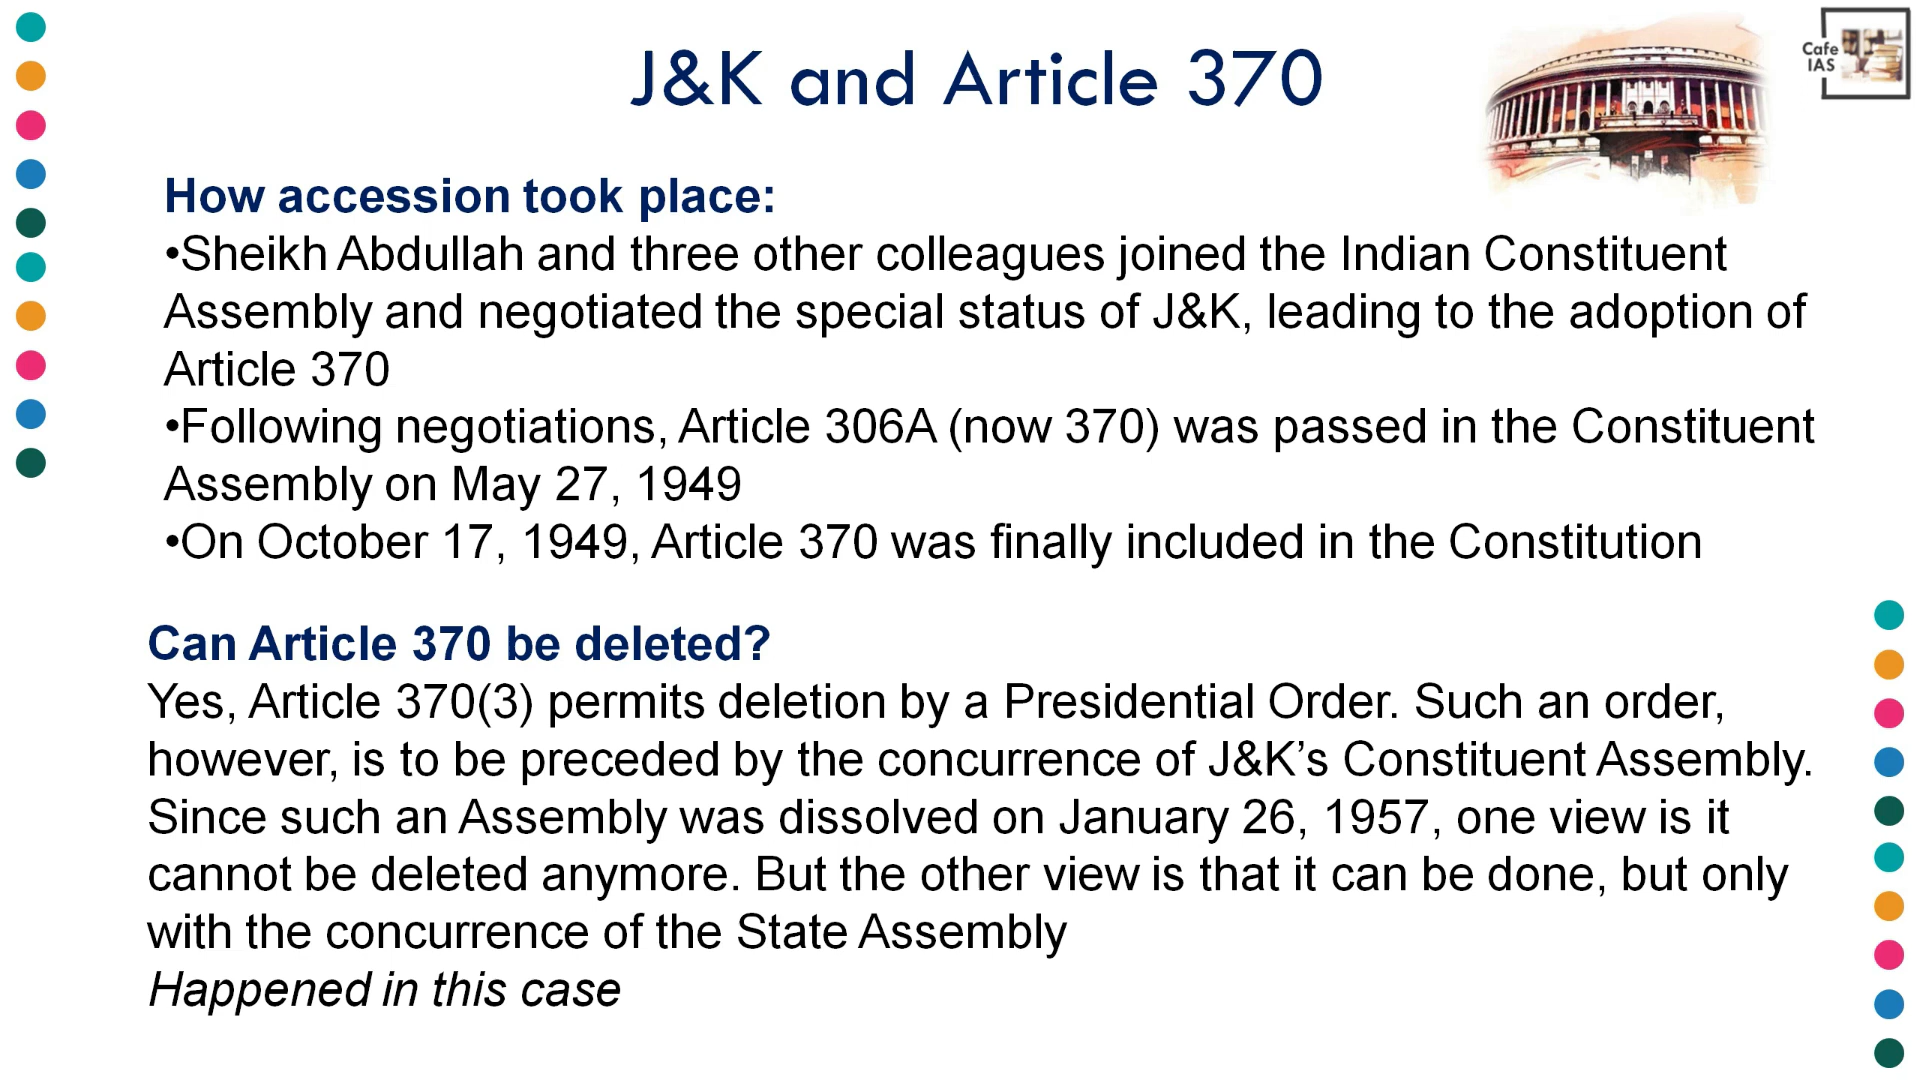 J&K and Article 370
Cafe
IAS
How accession took place:
•Sheikh Abdullah and three other colleagues joined the Indian Constituent
Assembly and negotiated the special status of J&K, leading to the adoption of
Article 370
•Following negotiations, Article 306A (now 370) was passed in the Constituent
Assembly on May 27, 1949
•On October 17, 1949, Article 370 was finally included in the Constitution
Can Article 370 be deleted?
Yes, Article 370(3) permits deletion by a Presidential Order. Such an order,
however, is to be preceded by the concurrence of J&K’s Constituent Assembly.
Since such an Assembly was dissolved on January 26, 1957, one view is it
cannot be deleted anymore. But the other view is that it can be done, but only
with the concurrence of the State Assembly
Happened in this case